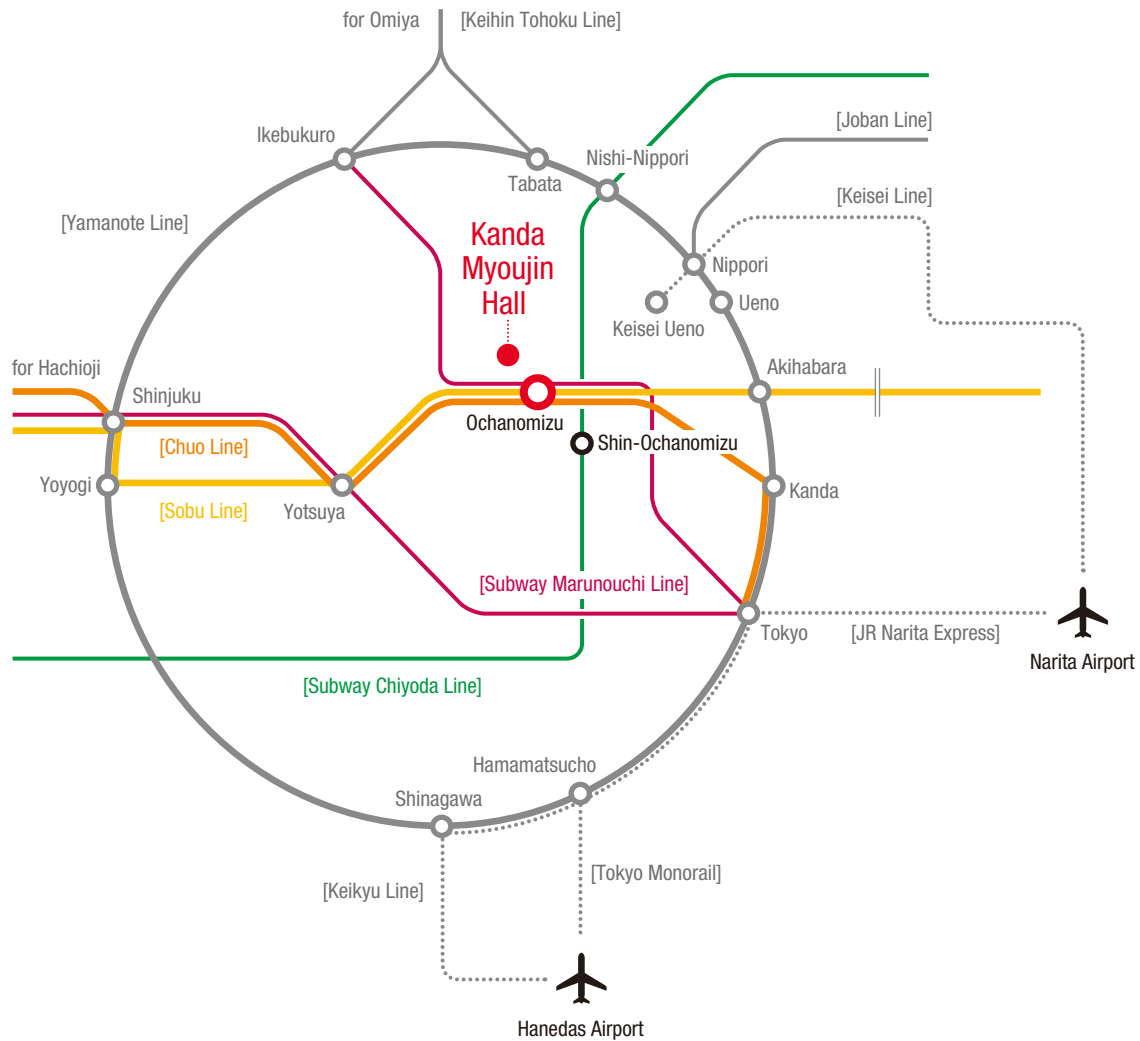 for Omiya
[Keihin Tohoku Line]
Ikebukuro
Tabata
Nishi-Nippori
[Joban Line]
[Keisei Line]
[Yamanote Line]
Kanda
Myoujin
Hall
Nippori
Ueno
Keisei Ueno
for Hachioji
Shinjuku
Akihabara
Ochanomizu
Shin-Ochanomizu
[Chuo Line]
Yoyogi
[Sobu Line]
Yotsuya
Kanda
[Subway Marunouchi Line]
Tokyo
[JR Narita Express]
Narita Airport
[Subway Chiyoda Line]
Hamamatsucho
Shinagawa
[Keikyu Line]
[Tokyo Monorail]
Hanedas Airport